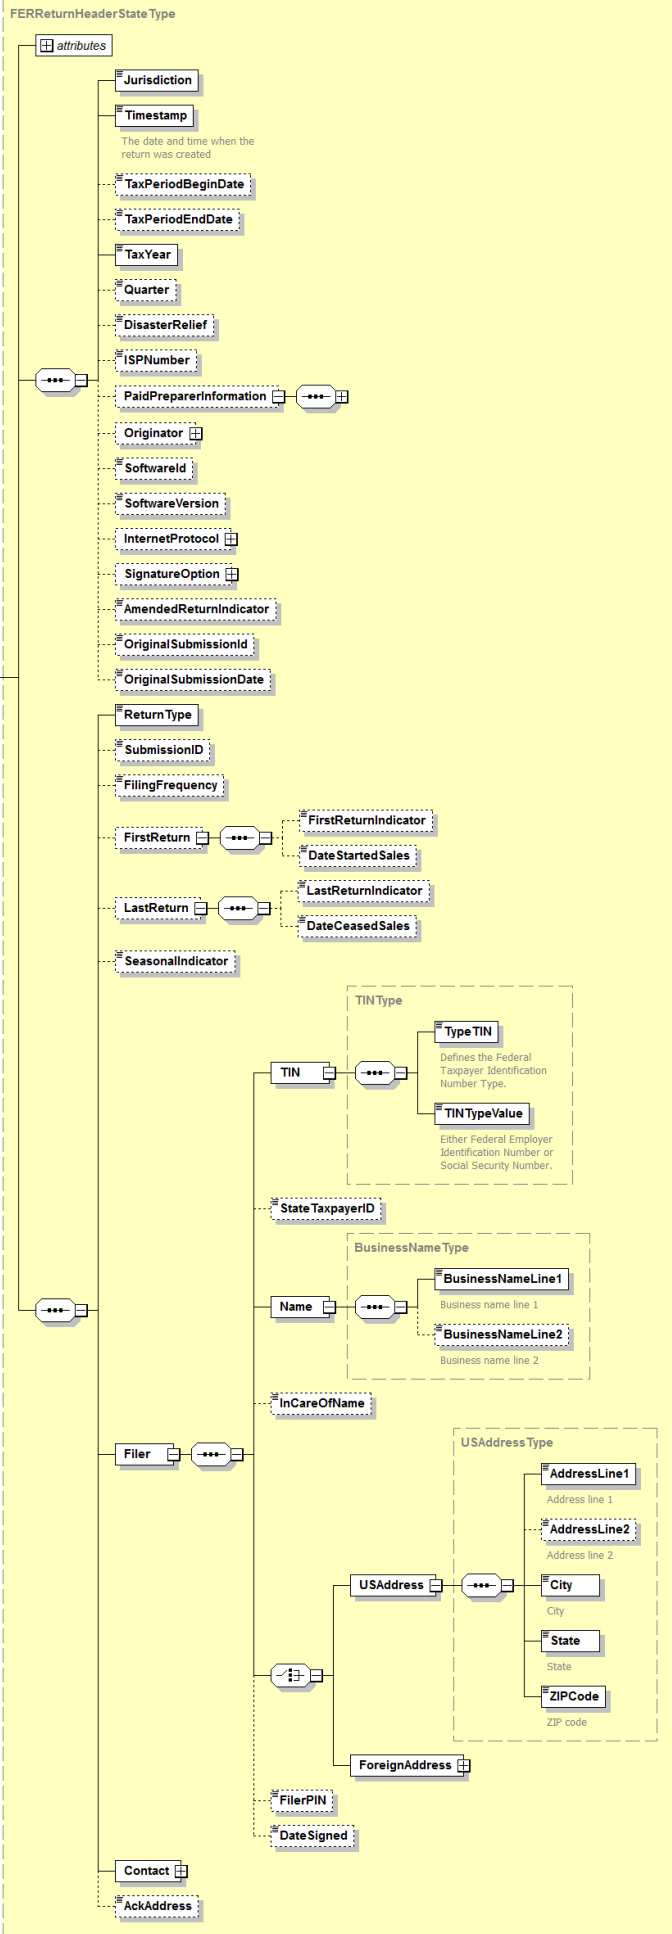 FERReturnHeaderStateType
attributes
Jurisdiction
Timestamp
The date and time when the
return was created
TaxPeriodBeginDate
TaxPeriodEndDate
TaxYear
Quarter
DisasterRelief
ISPNumber
PaidPreparerInformation
Originator
SoftwareId
SoftwareVersion
InternetProtocol
SignatureOption
AmendedReturnIndicator
OriginalSubmissionId
OriginalSubmissionDate
ReturnType
SubmissionID
FilingFrequency
FirstReturn
FirstReturnIndicator
DateStartedSales
LastReturn
LastReturnIndicator
DateCeasedSales
SeasonalIndicator
Filer
TIN
TINType
TypeTIN
Defines the Federal
Taxpayer Identification
Number Type.
TINTypeValue
Either Federal Employer
Identification Number or
Social Security Number.
StateTaxpayerID
Name
BusinessNameType
BusinessNameLine1
Business name line 1
BusinessNameLine2
Business name line 2
InCareOfName
USAddress
USAddressType
AddressLine1
Address line 1
AddressLine2
Address line 2
City
City
State
State
ZIPCode
ZIP code
ForeignAddress
FilerPIN
DateSigned
Contact
AckAddress